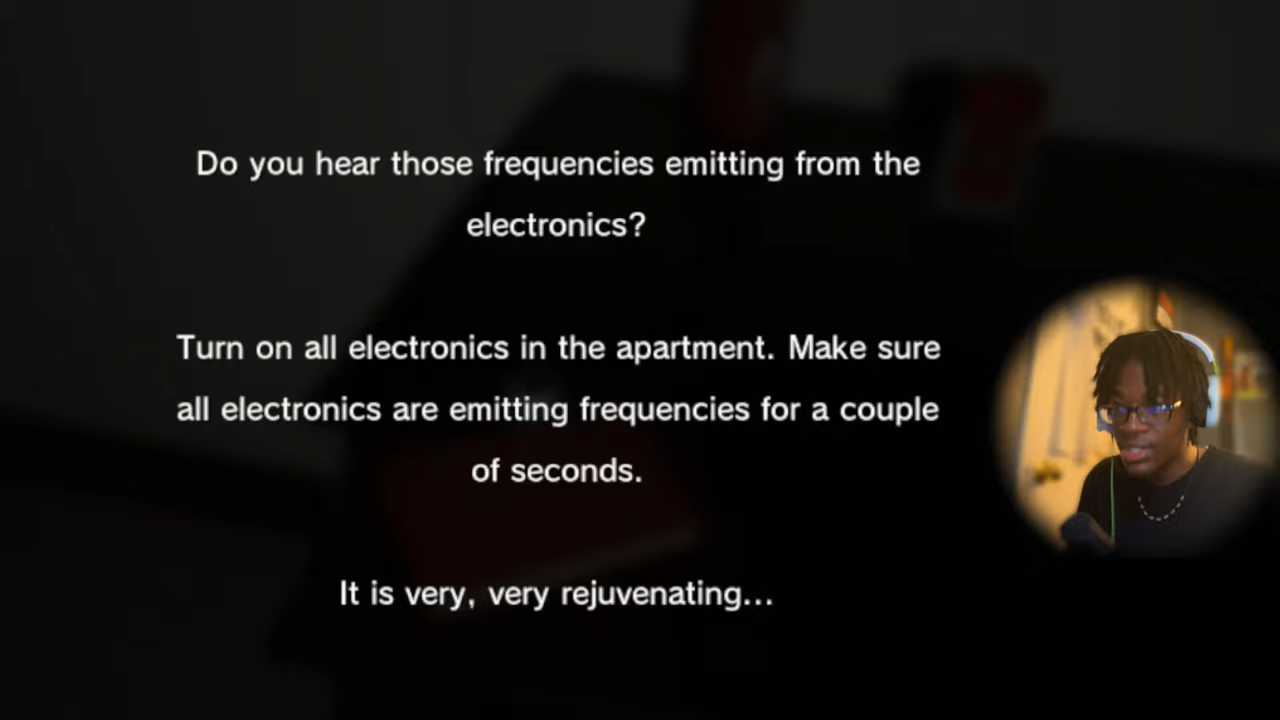 Do you hear those frequencies emitting from the
electronics?
Turn on all electronics in the apartment. Make sure
all electronics are emitting frequencies for a couple
of seconds.
It is very, very rejuvenating...